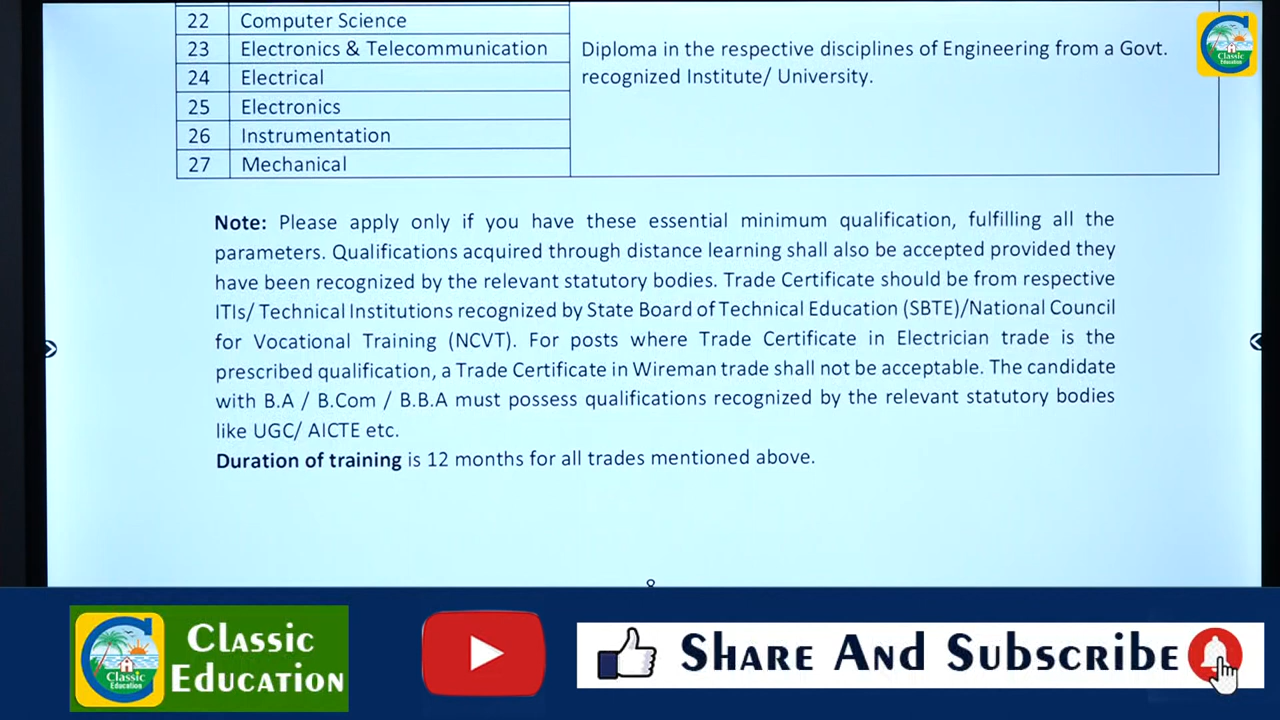 22 Computer Science
23 Electronics & Telecommunication
Diploma in the respective disciplines of Engineering from a Govt.
24 Electrical
recognized Institute/ University.
25 Electronics
26 Instrumentation
27 Mechanical
Classic
Education
Note: Please apply only if you have these essential minimum qualification, fulfilling all the
parameters. Qualifications acquired through distance learning shall also be accepted provided they
have been recognized by the relevant statutory bodies. Trade Certificate should be from respective
ITIs/ Technical Institutions recognized by State Board of Technical Education (SBTE)/National Council
for Vocational Training (NCVT). For posts where Trade Certificate in Electrician trade is the
prescribed qualification, a Trade Certificate in Wireman trade shall not be acceptable. The candidate
with B.A / B.Com / B.B.A must possess qualifications recognized by the relevant statutory bodies
like UGC/ AICTE etc.
Duration of training is 12 months for all trades mentioned above.
Classic
Education
Classic
Education
Share And Subscribe